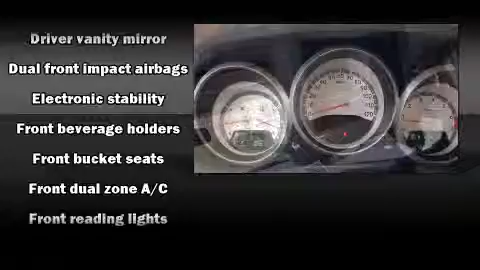 Driver vanity mirror
Dual front impact airbags
Electronic stability
Front beverage holders
Front bucket seats
Front dual zone A/C
Front reading lights